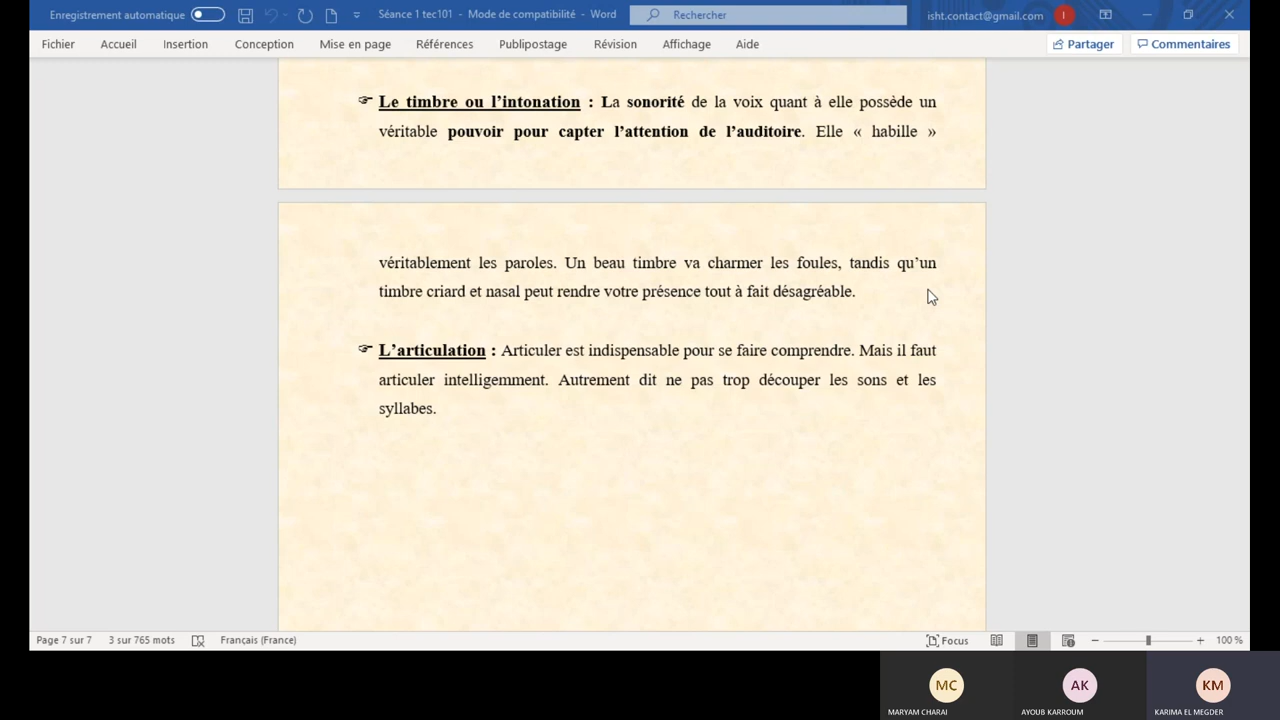 Enregistrement automatique
Séance 1 tec101 - Mode de compatibilité - Word
Rechercher
isht.contact@gmail.com
I
Fichier Accueil Insertion Conception Mise en page Références Publipostage Révision Affichage Aide
Partager
Commentaires
☞ Le timbre ou l’intonation : La sonorité de la voix quant à elle possède un
véritable pouvoir pour capter l’attention de l’auditoire. Elle « habille »
véritablement les paroles. Un beau timbre va charmer les foules, tandis qu’un
timbre criard et nasal peut rendre votre présence tout à fait désagréable.
☞ L’articulation : Articuler est indispensable pour se faire comprendre. Mais il faut
articuler intelligemment. Autrement dit ne pas trop découper les sons et les
syllabes.
Page 7 sur 7 3 sur 765 mots Français (France)
Focus
100 %
MC
MARYAM CHARAI
AK
AYOUB KARROUM
KM
KARIMA EL MEGDER